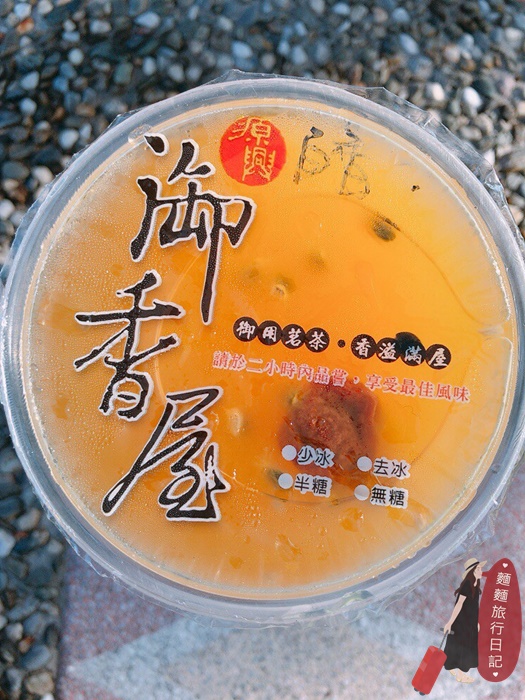 源興
御香屋
御用茗茶·香溢滿屋
請於二小時內品嘗，享受最佳風味
少冰 去冰
半糖 無糖
麵麵旅行日記